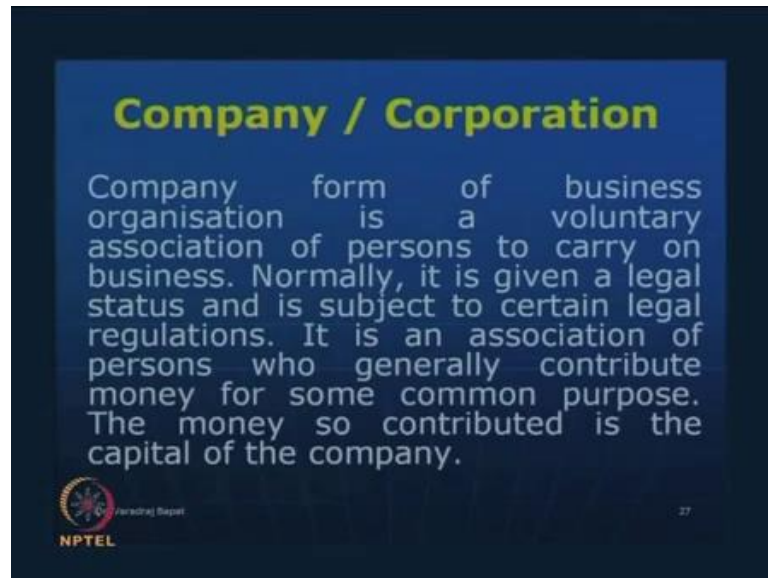 Company / Corporation
Company form of business
organisation is a voluntary
association of persons to carry on
business. Normally, it is given a legal
status and is subject to certain legal
regulations. It is an association of
persons who generally contribute
money for some common purpose.
The money so contributed is the
capital of the company.
Varadraj Bapat
27
NPTEL